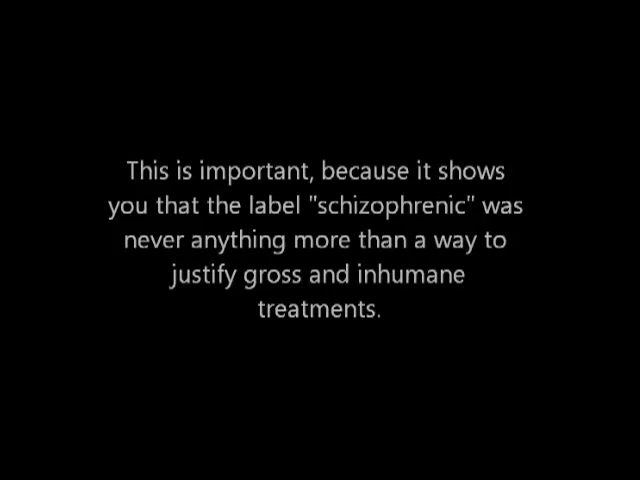 This is important, because it shows
you that the label "schizophrenic" was
never anything more than a way to
justify gross and inhumane
treatments.